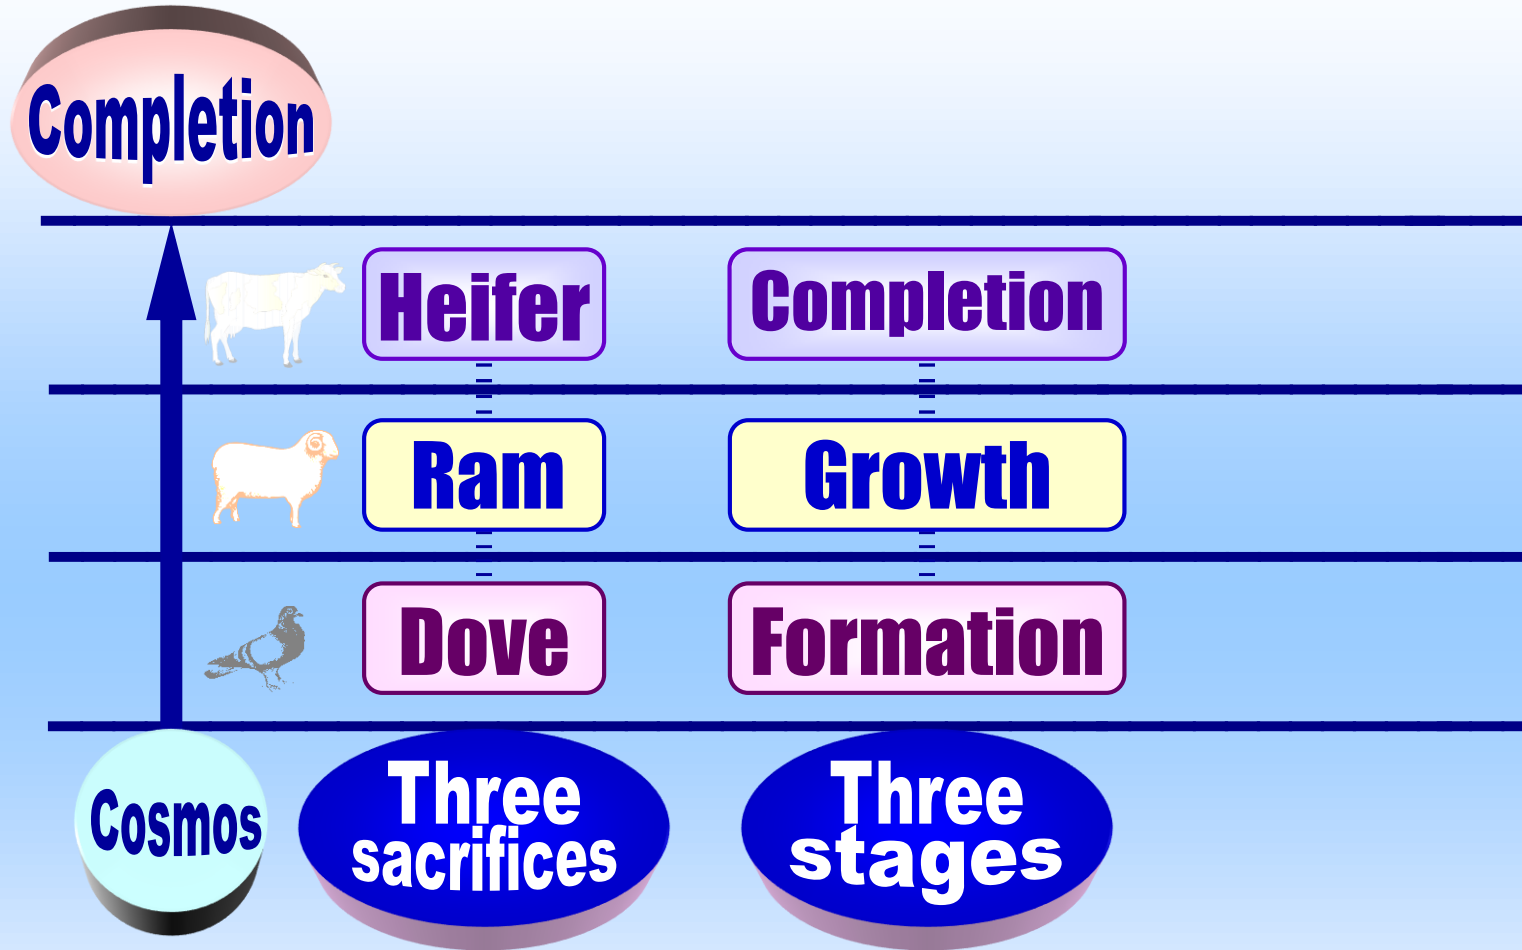 Completion
Heifer Completion
Ram Growth
Dove Formation
Cosmos
Three
sacrifices
Three
stages